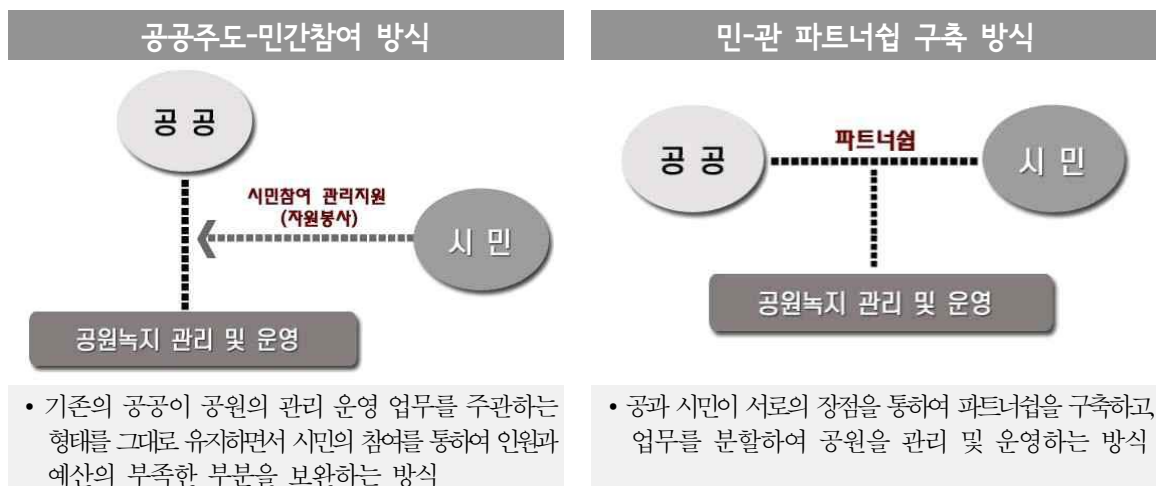 공공주도-민간참여 방식
공 공
시민참여 관리지원
(자원봉사)
시 민
공원녹지 관리 및 운영
• 기존의 공공이 공원의 관리 운영 업무를 주관하는
형태를 그대로 유지하면서 시민의 참여를 통하여 인원과
예산의 부족한 부분을 보완하는 방식
민-관 파트너쉽 구축 방식
공 공
파트너쉽
시 민
공원녹지 관리 및 운영
• 공과 시민이 서로의 장점을 통하여 파트너쉽을 구축하고,
업무를 분할하여 공원을 관리 및 운영하는 방식